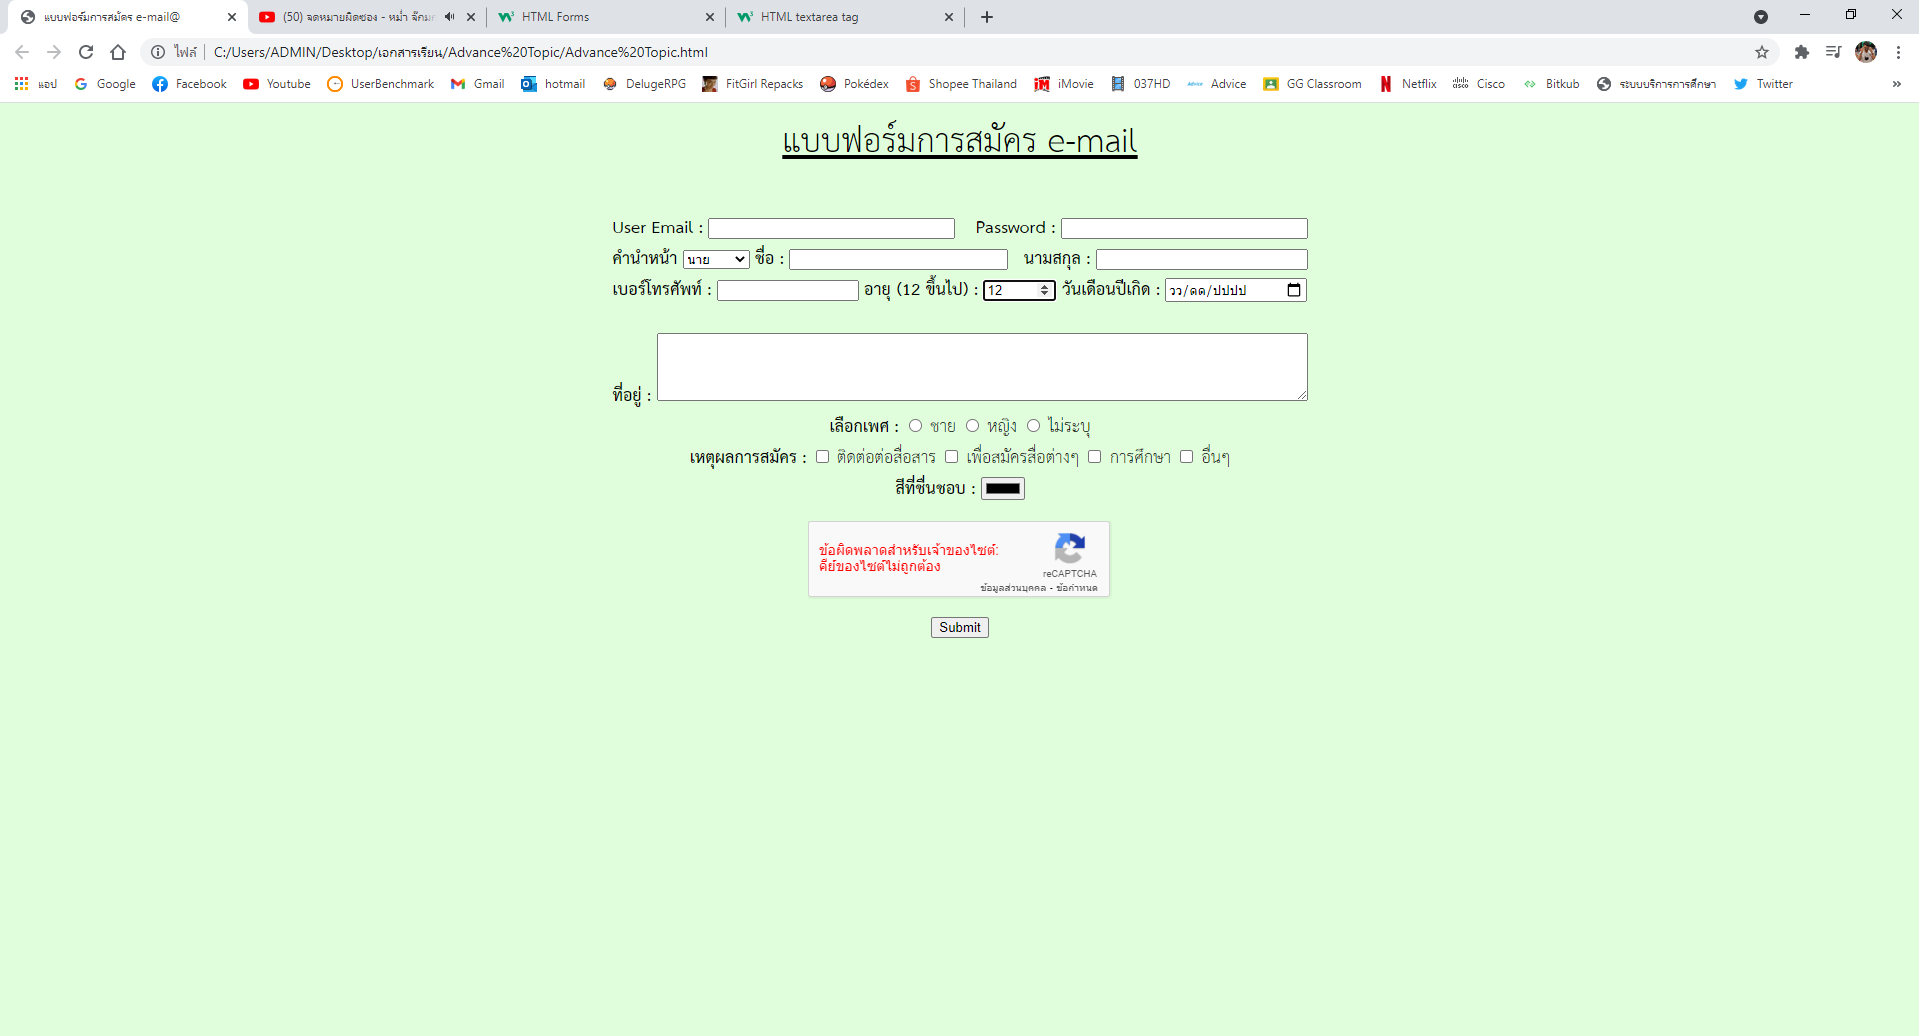 แบบฟอร์มการสมัคร e-mail@
(50) จดหมายผิดซอง - หม่ำ จ๊กมก
HTML Forms
HTML textarea tag
ไฟล์ C:/Users/ADMIN/Desktop/เอกสารเรียน/Advance%20Topic/Advance%20Topic.html
แอป Google Facebook Youtube UserBenchmark Gmail hotmail DelugeRPG FitGirl Repacks Pokédex Shopee Thailand iMovie 037HD Advice GG Classroom Netflix Cisco Bitkub ระบบบริการการศึกษา Twitter »
แบบฟอร์มการสมัคร e-mail
User Email : Password :
คำนำหน้า นาย ชื่อ : นามสกุล :
เบอร์โทรศัพท์ : อายุ (12 ขึ้นไป) : 12 วันเดือนปีเกิด : วว/ดด/ปปปป
ที่อยู่ :
เลือกเพศ : ชาย หญิง ไม่ระบุ
เหตุผลการสมัคร : ติดต่อต่อสื่อสาร เพื่อสมัครสื่อต่างๆ การศึกษา อื่นๆ
สีที่ชื่นชอบ :
ข้อผิดพลาดสำหรับเจ้าของไซต์:
คีย์ของไซต์ไม่ถูกต้อง
reCAPTCHA
ข้อมูลส่วนบุคคล - ข้อกำหนด
Submit